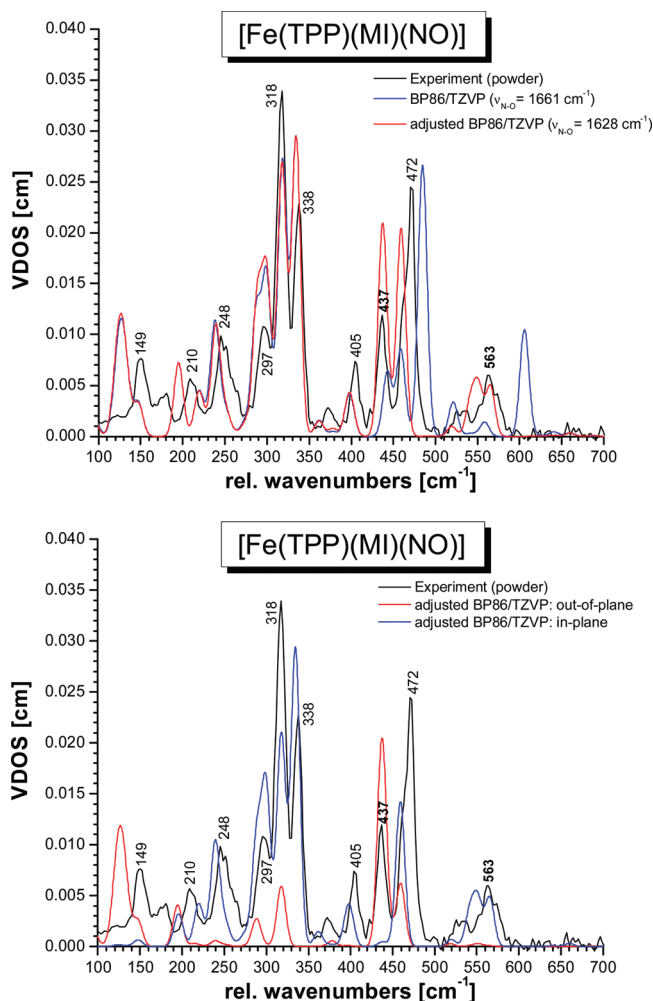 [Fe(TPP)(MI)(NO)]
0.040
0.035
0.030
0.025
0.020
0.015
0.010
0.005
0.000
VDOS [cm]
Experiment (powder)
BP86/TZVP (νN-O = 1661 cm⁻¹)
adjusted BP86/TZVP (νN-O = 1628 cm⁻¹)
149
210
248
297
318
338
405
437
472
563
100 150 200 250 300 350 400 450 500 550 600 650 700
rel. wavenumbers [cm⁻¹]
[Fe(TPP)(MI)(NO)]
0.040
0.035
0.030
0.025
0.020
0.015
0.010
0.005
0.000
VDOS [cm]
Experiment (powder)
adjusted BP86/TZVP: out-of-plane
adjusted BP86/TZVP: in-plane
149
210
248
297
318
338
405
437
472
563
100 150 200 250 300 350 400 450 500 550 600 650 700
rel. wavenumbers [cm⁻¹]